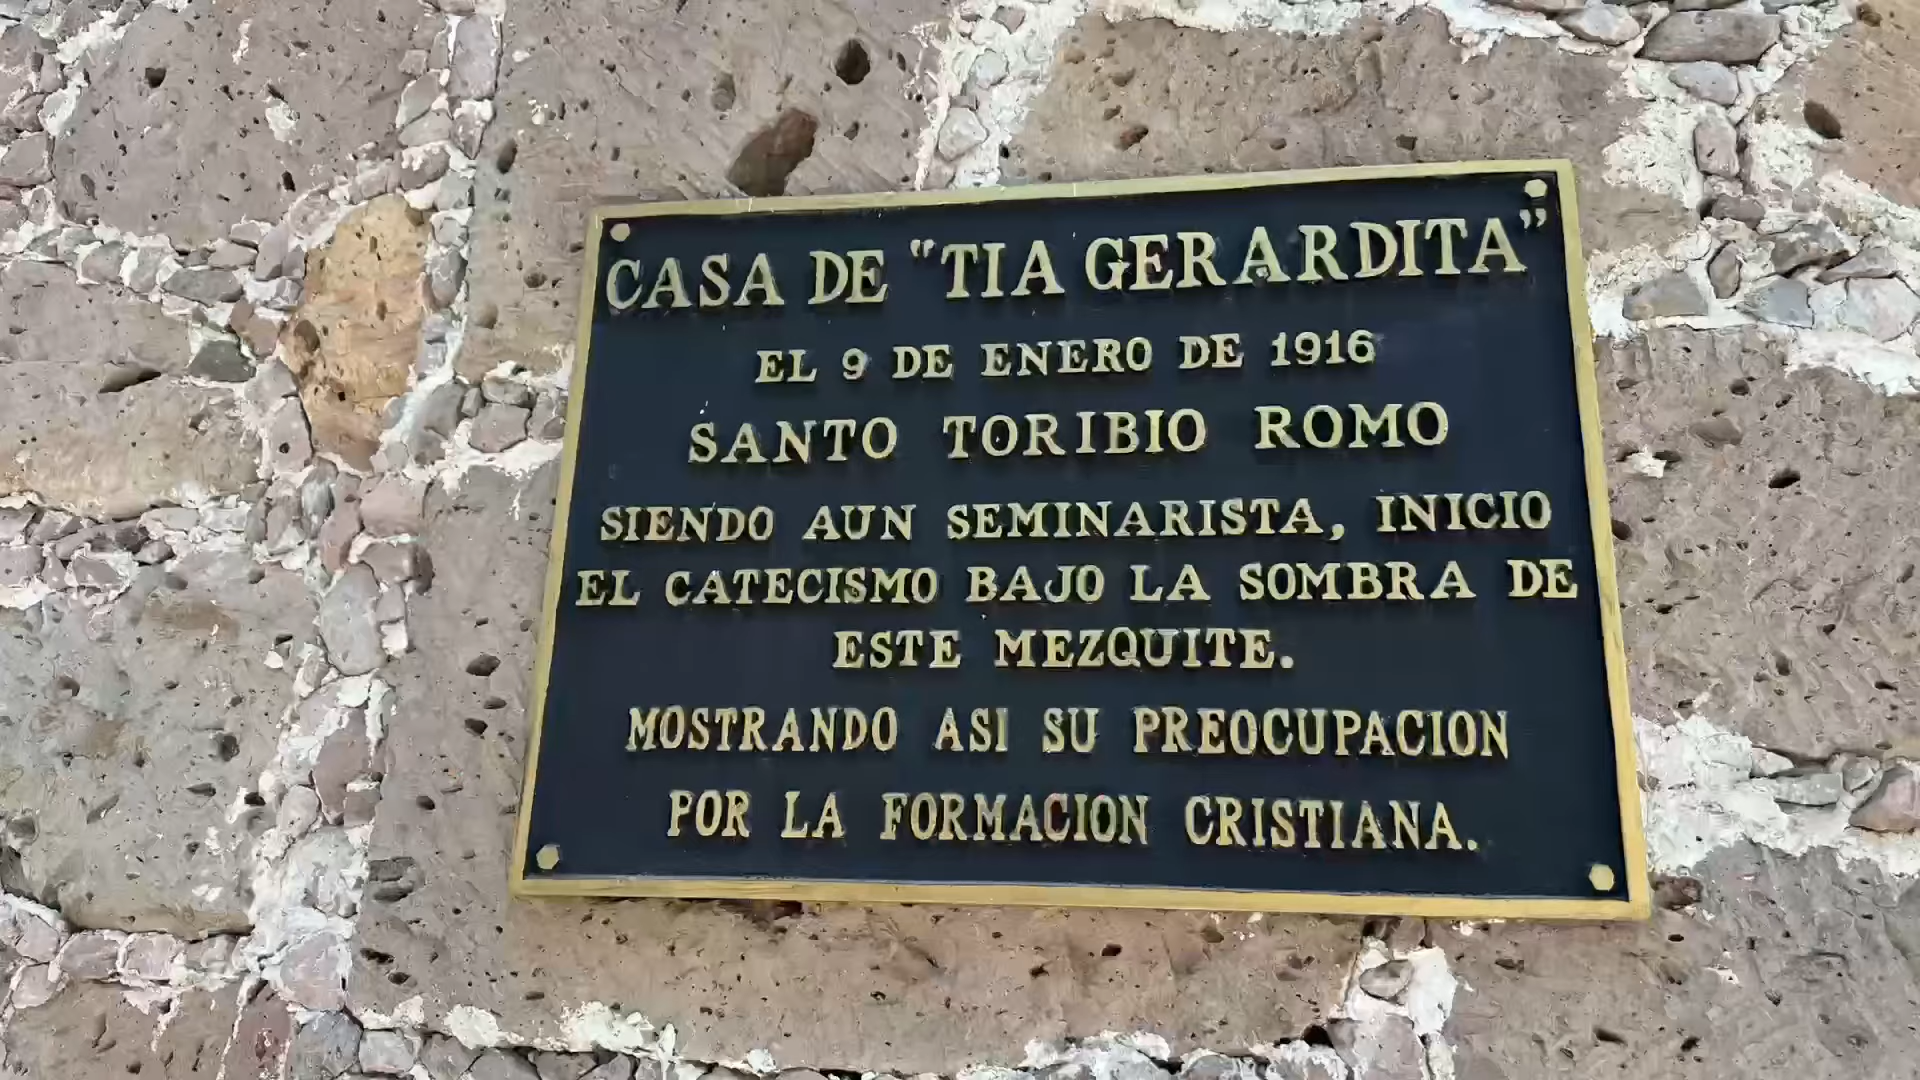 CASA DE "TIA GERARDITA"
EL 9 DE ENERO DE 1916
SANTO TORIBIO ROMO
SIENDO AUN SEMINARISTA, INICIO
EL CATECISMO BAJO LA SOMBRA DE
ESTE MEZQUITE.
MOSTRANDO ASI SU PREOCUPACION
POR LA FORMACION CRISTIANA.